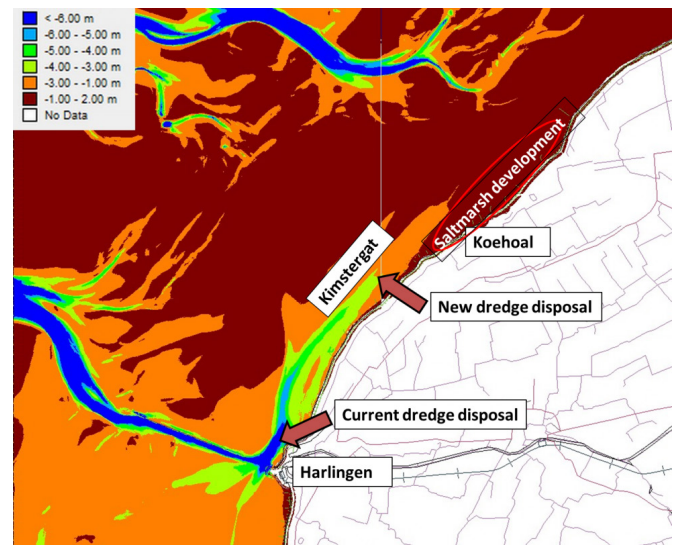 < -6.00 m
-6.00 - -5.00 m
-5.00 - -4.00 m
-4.00 - -3.00 m
-3.00 - -1.00 m
-1.00 - 2.00 m
No Data
Saltmarsh development
Koehoal
Kimstergat
New dredge disposal
Current dredge disposal
Harlingen